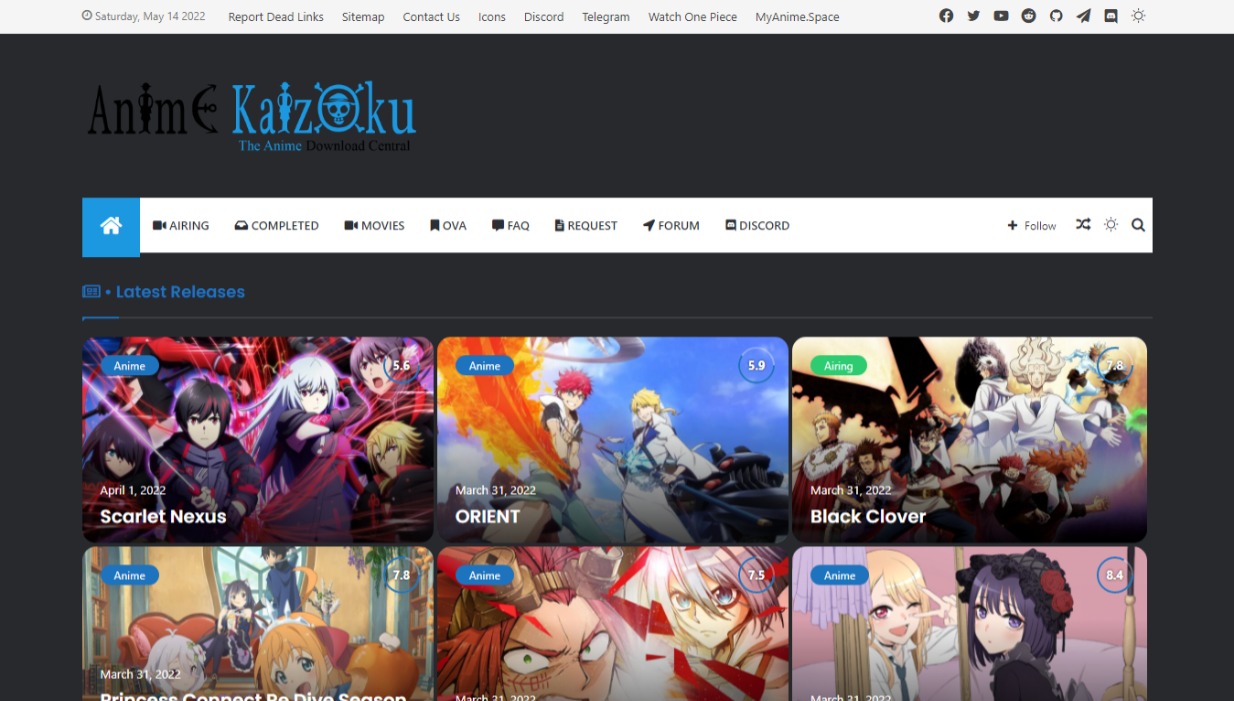 Saturday, May 14 2022 Report Dead Links Sitemap Contact Us Icons Discord Telegram Watch One Piece MyAnime.Space
Anime Kaizoku
The Anime Download Central
AIRING COMPLETED MOVIES OVA FAQ REQUEST FORUM DISCORD Follow
• Latest Releases
Anime 5.6
April 1, 2022
Scarlet Nexus
Anime 5.9
March 31, 2022
ORIENT
Airing 7.8
March 31, 2022
Black Clover
Anime 7.8
March 31, 2022
Princess Connect Re Dive Season
Anime 7.5
March 31, 2022
Anime 8.4
March 31, 2022